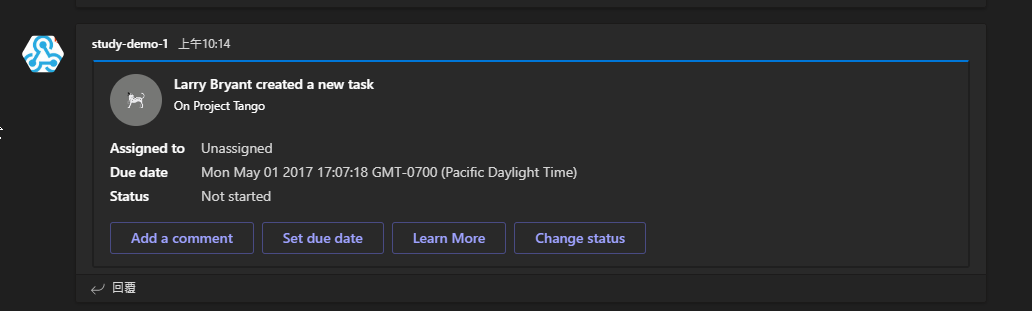 study-demo-1 上午10:14
Larry Bryant created a new task
On Project Tango
Assigned to Unassigned
Due date Mon May 01 2017 17:07:18 GMT-0700 (Pacific Daylight Time)
Status Not started
Add a comment Set due date Learn More Change status
回覆